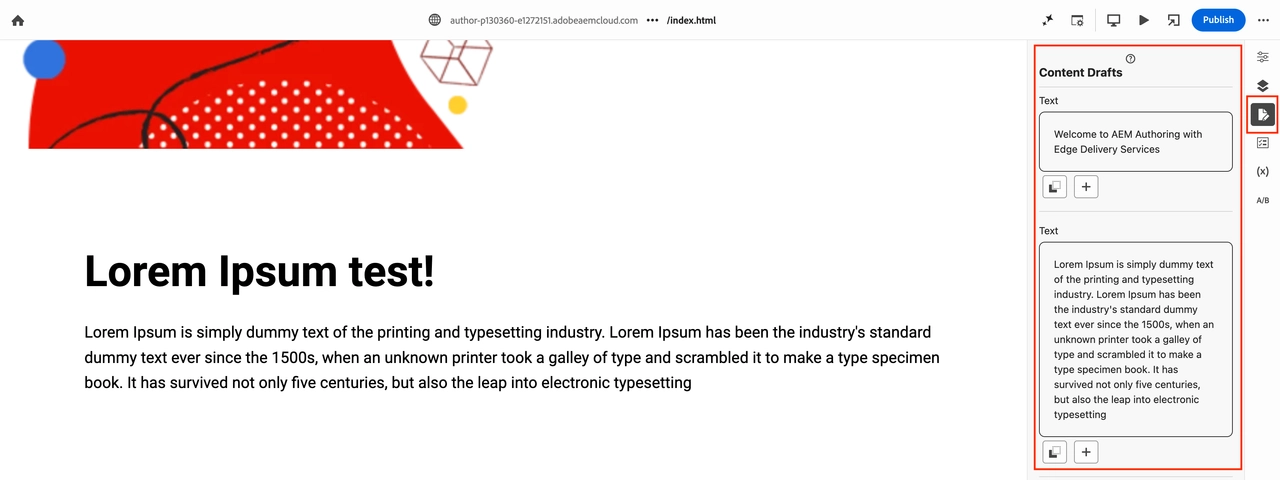 author-p130360-e1272151.adobeaemcloud.com ••• /index.html
Publish
Content Drafts
Text
Welcome to AEM Authoring with
Edge Delivery Services
Text
Lorem Ipsum is simply dummy text
of the printing and typesetting
industry. Lorem Ipsum has been
the industry's standard dummy
text ever since the 1500s, when an
unknown printer took a galley of
type and scrambled it to make a
type specimen book. It has
survived not only five centuries,
but also the leap into electronic
typesetting
(x)
A/B
Lorem Ipsum test!
Lorem Ipsum is simply dummy text of the printing and typesetting industry. Lorem Ipsum has been the industry's standard
dummy text ever since the 1500s, when an unknown printer took a galley of type and scrambled it to make a type specimen
book. It has survived not only five centuries, but also the leap into electronic typesetting